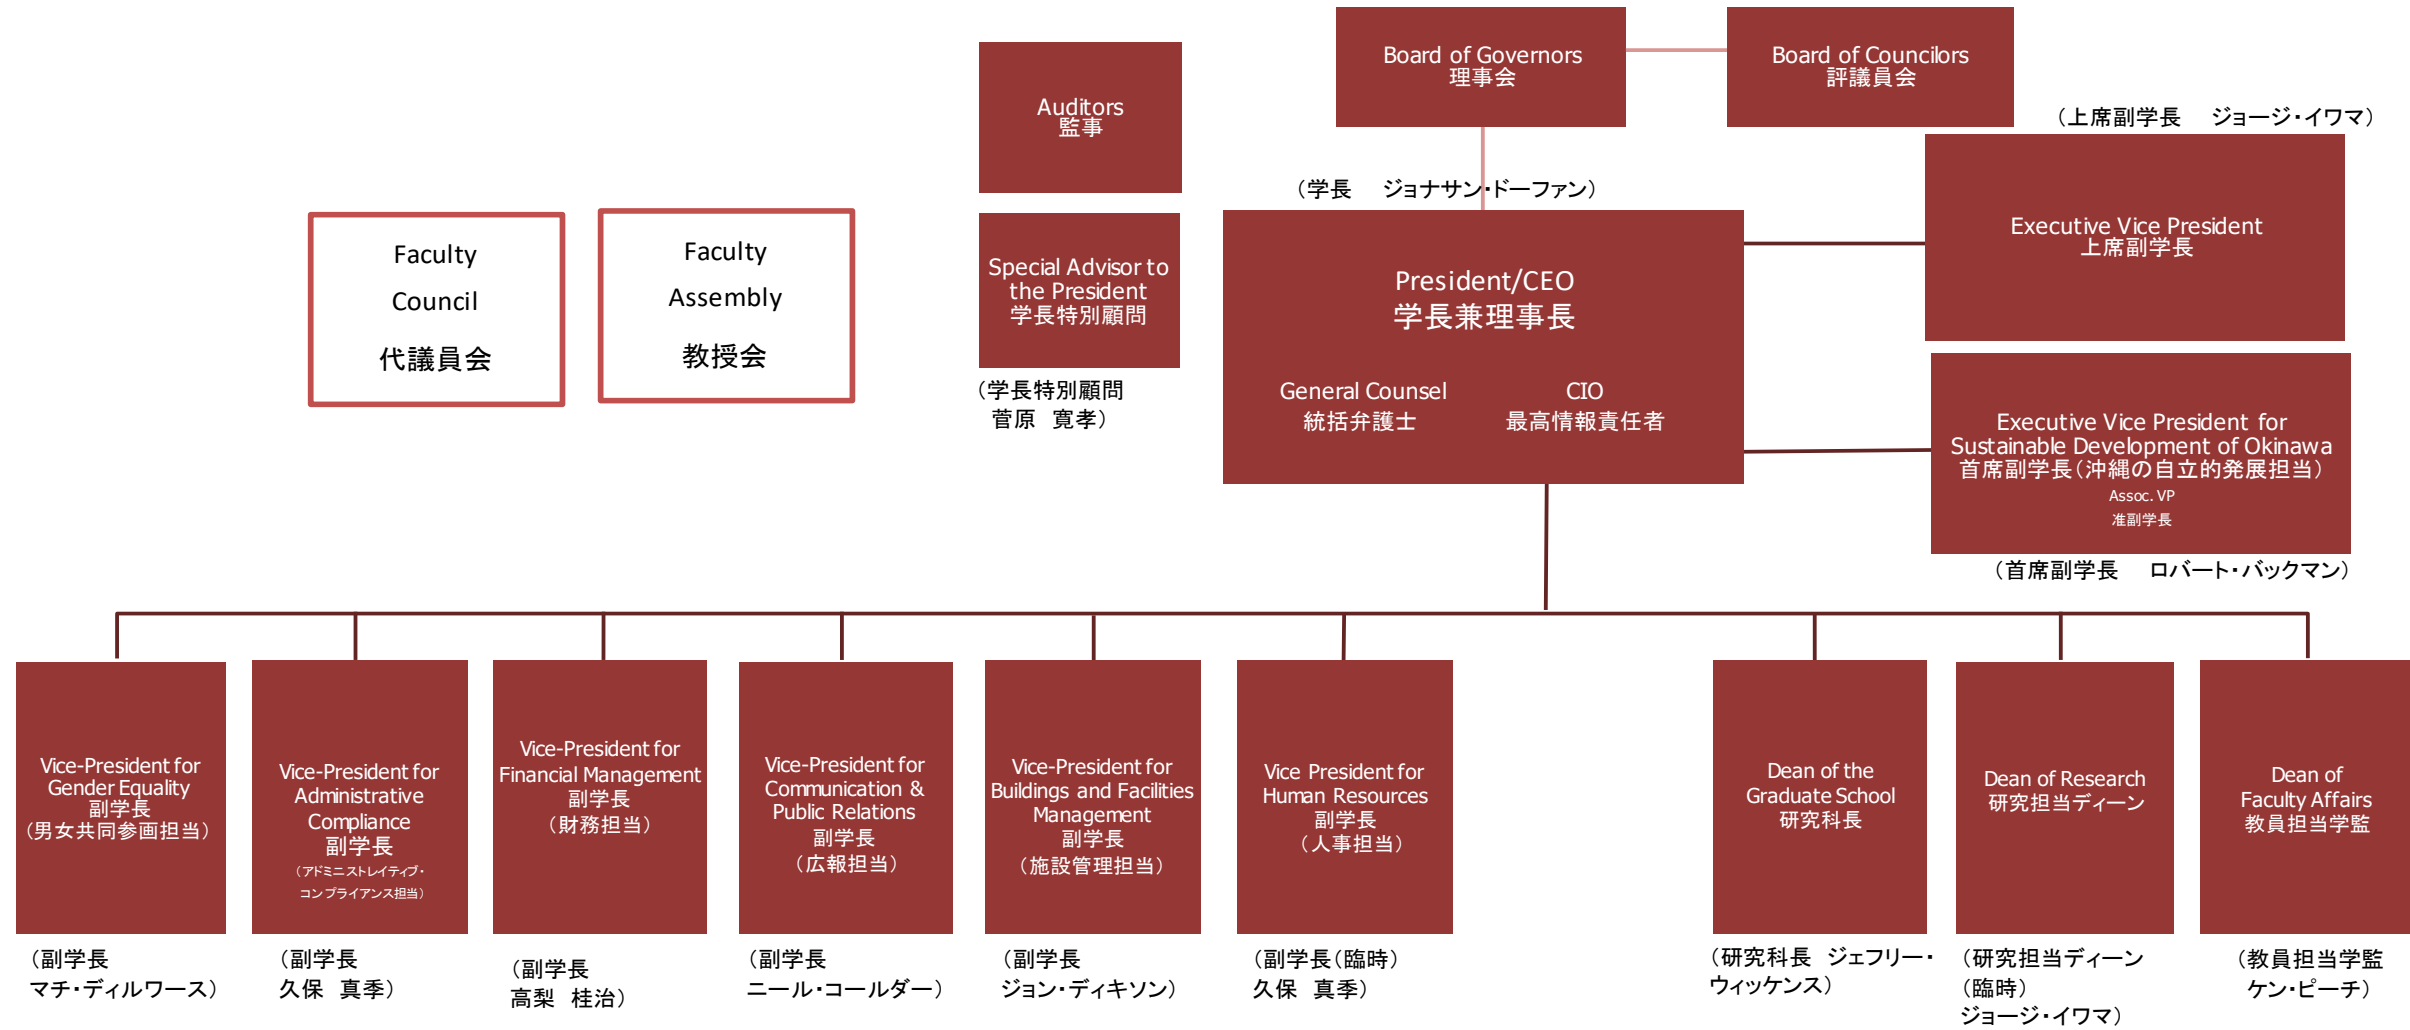 Board of Governors
理事会
Board of Councilors
評議員会
Auditors
監事
（上席副学長　ジョージ・イワマ）
（学長　ジョナサン・ドーファン）
Executive Vice President
上席副学長
Faculty
Council
代議員会
Faculty
Assembly
教授会
Special Advisor to
the President
学長特別顧問
（学長特別顧問
菅原　寛孝）
President/CEO
学長兼理事長
General Counsel
統括弁護士
CIO
最高情報責任者
Executive Vice President for
Sustainable Development of Okinawa
首席副学長（沖縄の自立的発展担当）
Assoc. VP
准副学長
（首席副学長　ロバート・バックマン）
Vice-President for
Gender Equality
副学長
（男女共同参画担当）
（副学長
マチ・ディルワース）
Vice-President for
Administrative
Compliance
副学長
（アドミニストレイティブ・
コンプライアンス担当）
（副学長
久保　真季）
Vice-President for
Financial Management
副学長
（財務担当）
（副学長
高梨　桂治）
Vice-President for
Communication &
Public Relations
副学長
（広報担当）
（副学長
ニール・コールダー）
Vice-President for
Buildings and Facilities
Management
副学長
（施設管理担当）
（副学長
ジョン・ディキソン）
Vice President for
Human Resources
副学長
（人事担当）
（副学長（臨時）
久保　真季）
Dean of the
Graduate School
研究科長
（研究科長　ジェフリー・
ウィッケンス）
Dean of Research
研究担当ディーン
（研究担当ディーン
（臨時）
ジョージ・イワマ）
Dean of
Faculty Affairs
教員担当学監
（教員担当学監
ケン・ピーチ）